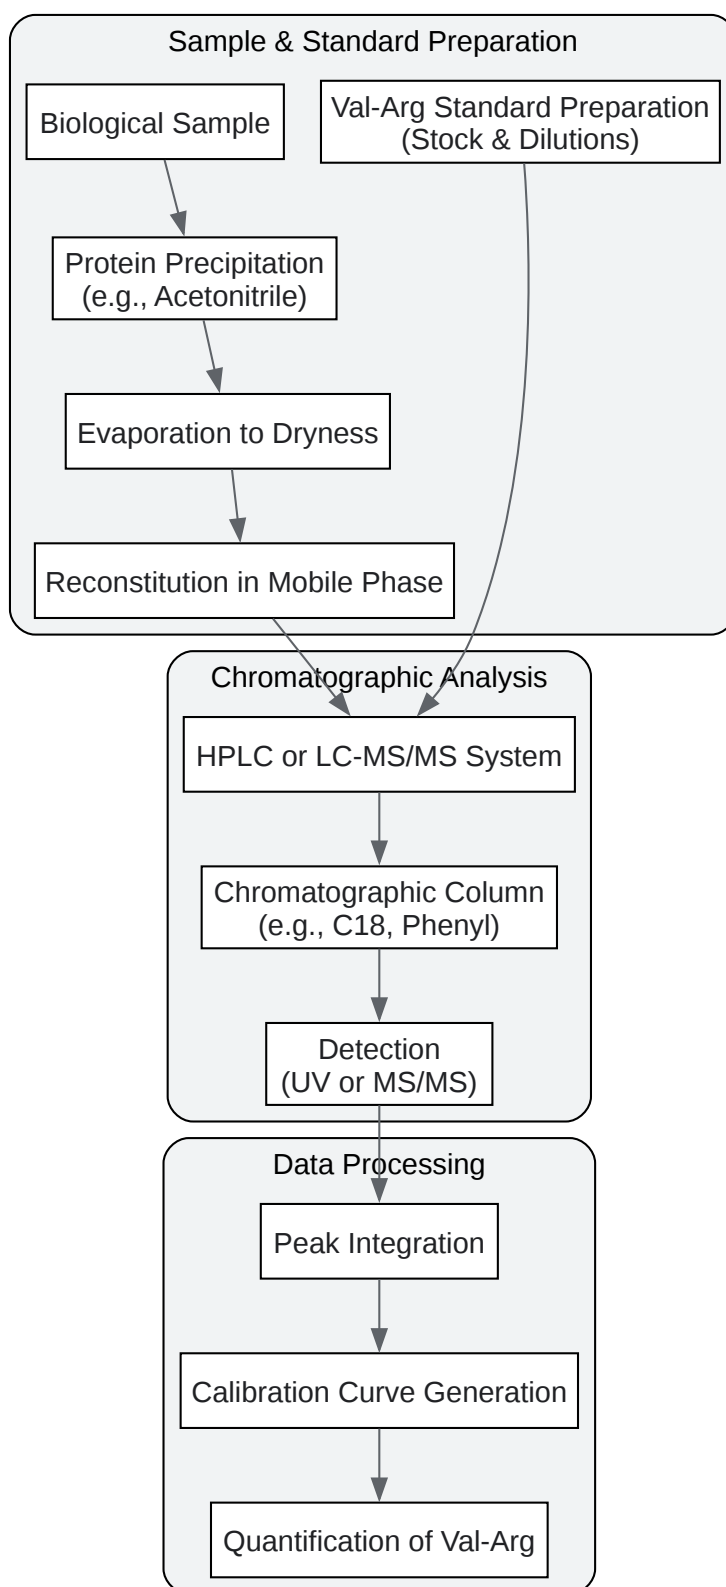 Sample & Standard Preparation
Biological Sample
Val-Arg Standard Preparation
(Stock & Dilutions)
Protein Precipitation
(e.g., Acetonitrile)
Evaporation to Dryness
Reconstitution in Mobile Phase
Chromatographic Analysis
HPLC or LC-MS/MS System
Chromatographic Column
(e.g., C18, Phenyl)
Detection
(UV or MS/MS)
Data Processing
Peak Integration
Calibration Curve Generation
Quantification of Val-Arg